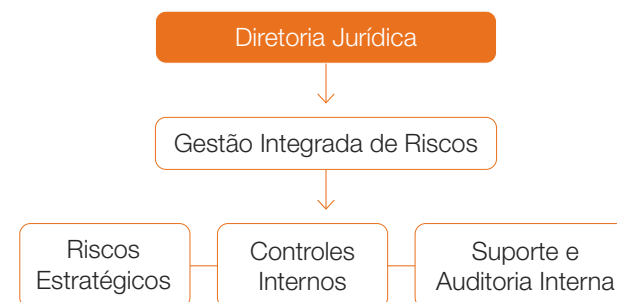 Diretoria Jurídica
Gestão Integrada de Riscos
Riscos
Estratégicos
Controles
Internos
Suporte e
Auditoria Interna